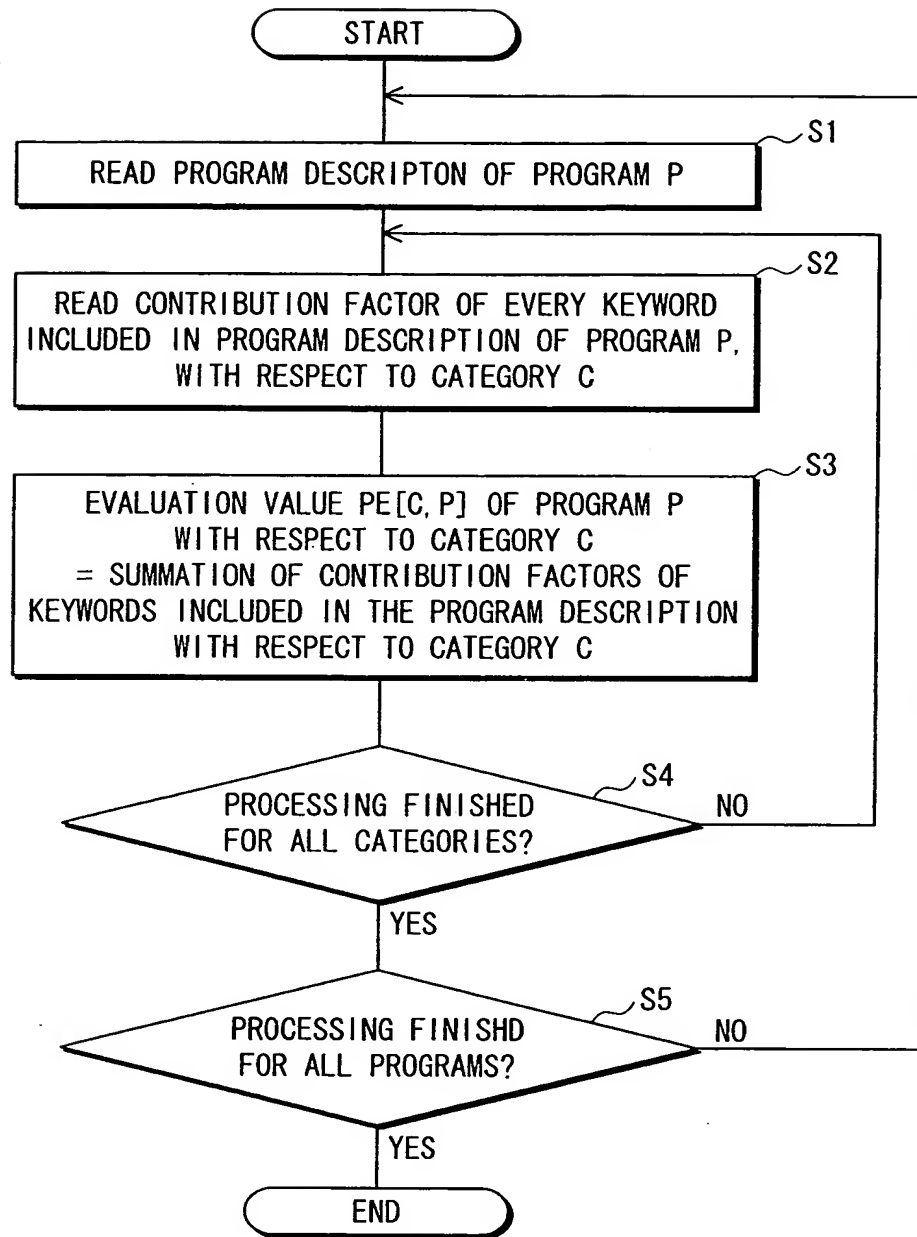 START
S1
READ PROGRAM DESCRIPTON OF PROGRAM P
S2
READ CONTRIBUTION FACTOR OF EVERY KEYWORD
INCLUDED IN PROGRAM DESCRIPTION OF PROGRAM P,
WITH RESPECT TO CATEGORY C
S3
EVALUATION VALUE PE[C, P] OF PROGRAM P
WITH RESPECT TO CATEGORY C
= SUMMATION OF CONTRIBUTION FACTORS OF
KEYWORDS INCLUDED IN THE PROGRAM DESCRIPTION
WITH RESPECT TO CATEGORY C
S4
PROCESSING FINISHED
FOR ALL CATEGORIES?
NO
YES
S5
PROCESSING FINISHD
FOR ALL PROGRAMS?
NO
YES
END